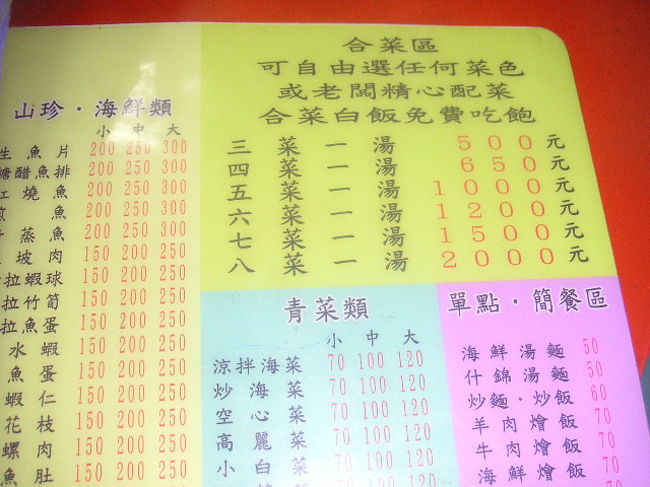 合菜區
可自由選任何菜色
或老闆精心配菜
合菜白飯免費吃飽
三菜一湯 500元
四菜一湯 650元
五菜一湯 1000元
六菜一湯 1200元
七菜一湯 1500元
八菜一湯 2000元
山珍·海鮮類
小 中 大
生魚片 200 250 300
醋魚排 200 250 300
燒魚 200 250 300
魚 200 250 300
蒸魚 200 250 300
坡肉 150 200 250
拉蝦球 150 200 250
拉竹筍 150 200 250
拉魚蛋 150 200 250
水蝦 150 200 250
魚蛋 150 200 250
蝦仁 150 200 250
花枝 150 200 250
螺肉 150 200 250
魚肚 150 200 250
青菜類
小 中 大
涼拌海菜 70 100 120
炒海菜 70 100 120
空心菜 70 100 120
高麗菜 70 100 120
小白菜 70 100 120
單點·簡餐區
海鮮湯麵 50
什錦湯麵 50
炒麵·炒飯 60
羊肉燴飯 70
牛肉燴飯 70
海鮮燴飯 70